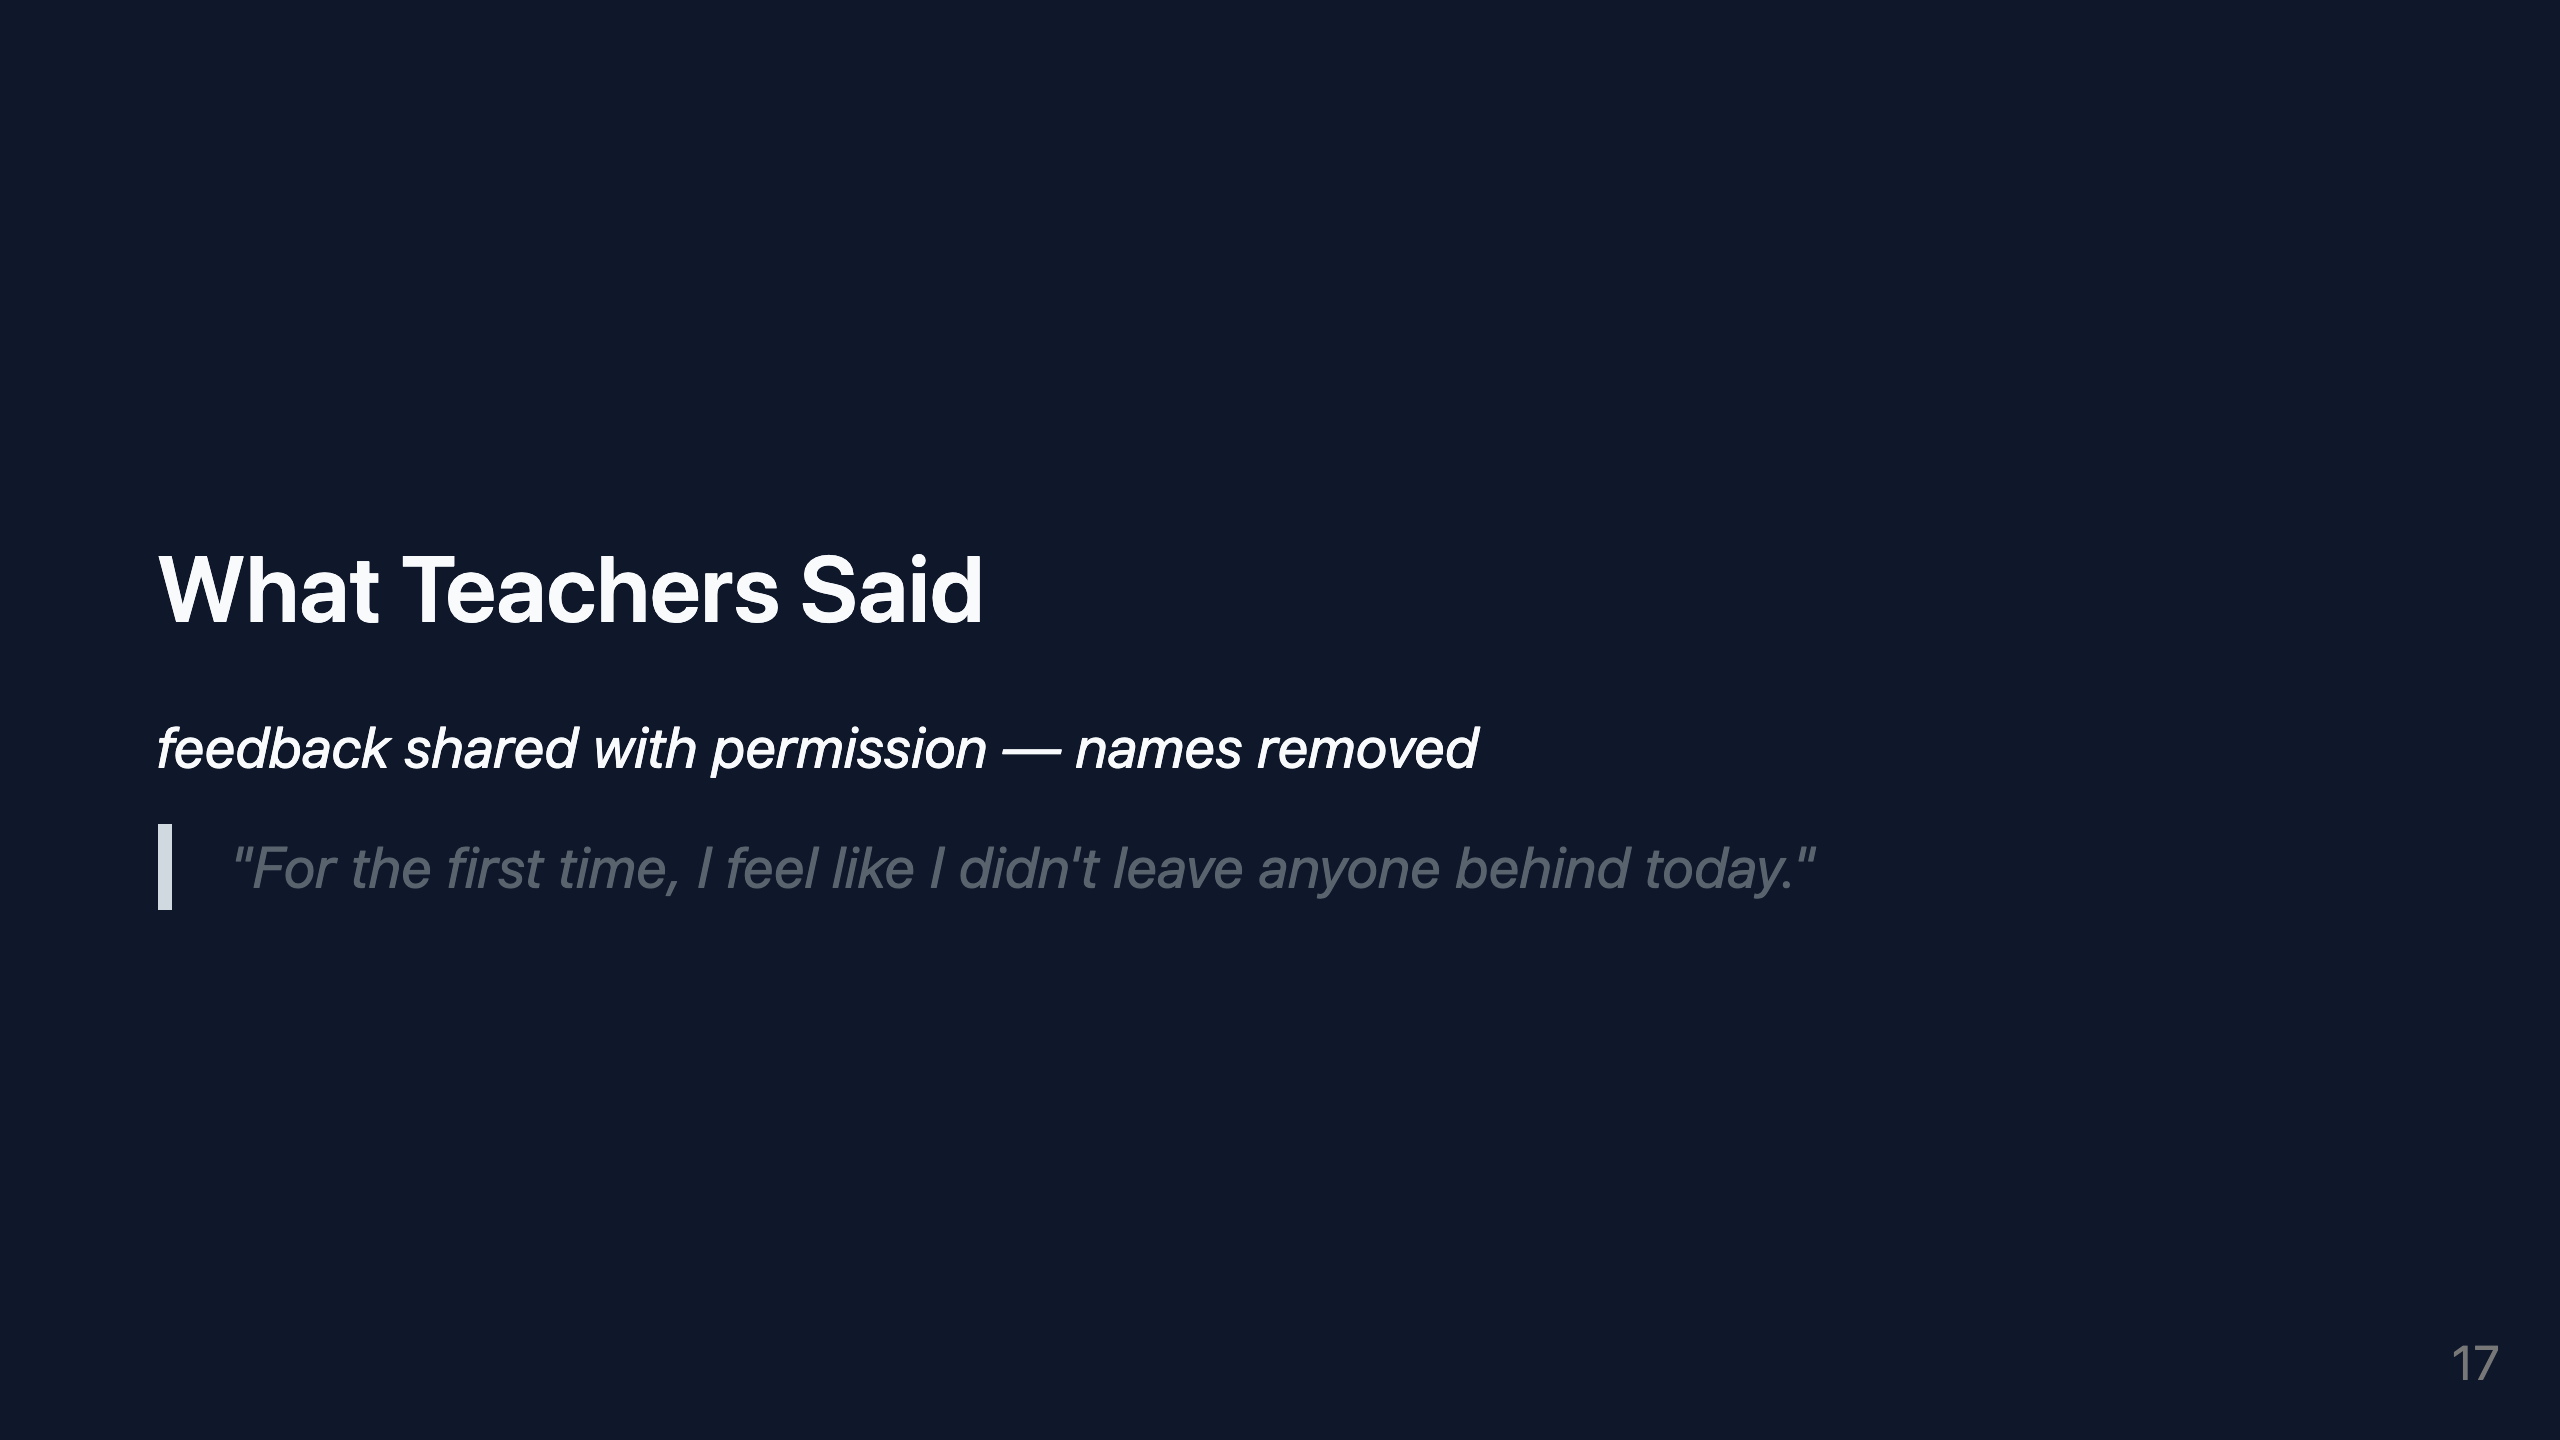 What Teachers Said
feedback shared with permission — names removed
"For the first time, I feel like I didn't leave anyone behind today."
17